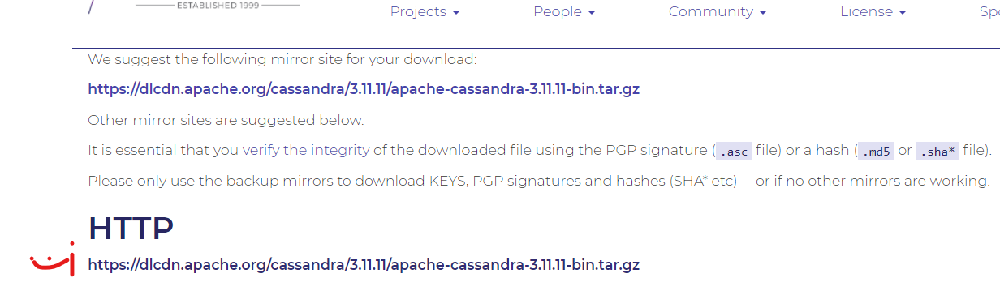 ESTABLISHED 1999
Projects People Community License Spo
We suggest the following mirror site for your download:
https://dlcdn.apache.org/cassandra/3.11.11/apache-cassandra-3.11.11-bin.tar.gz
Other mirror sites are suggested below.
It is essential that you verify the integrity of the downloaded file using the PGP signature (.asc file) or a hash (.md5 or .sha* file).
Please only use the backup mirrors to download KEYS, PGP signatures and hashes (SHA* etc) -- or if no other mirrors are working.
HTTP
https://dlcdn.apache.org/cassandra/3.11.11/apache-cassandra-3.11.11-bin.tar.gz